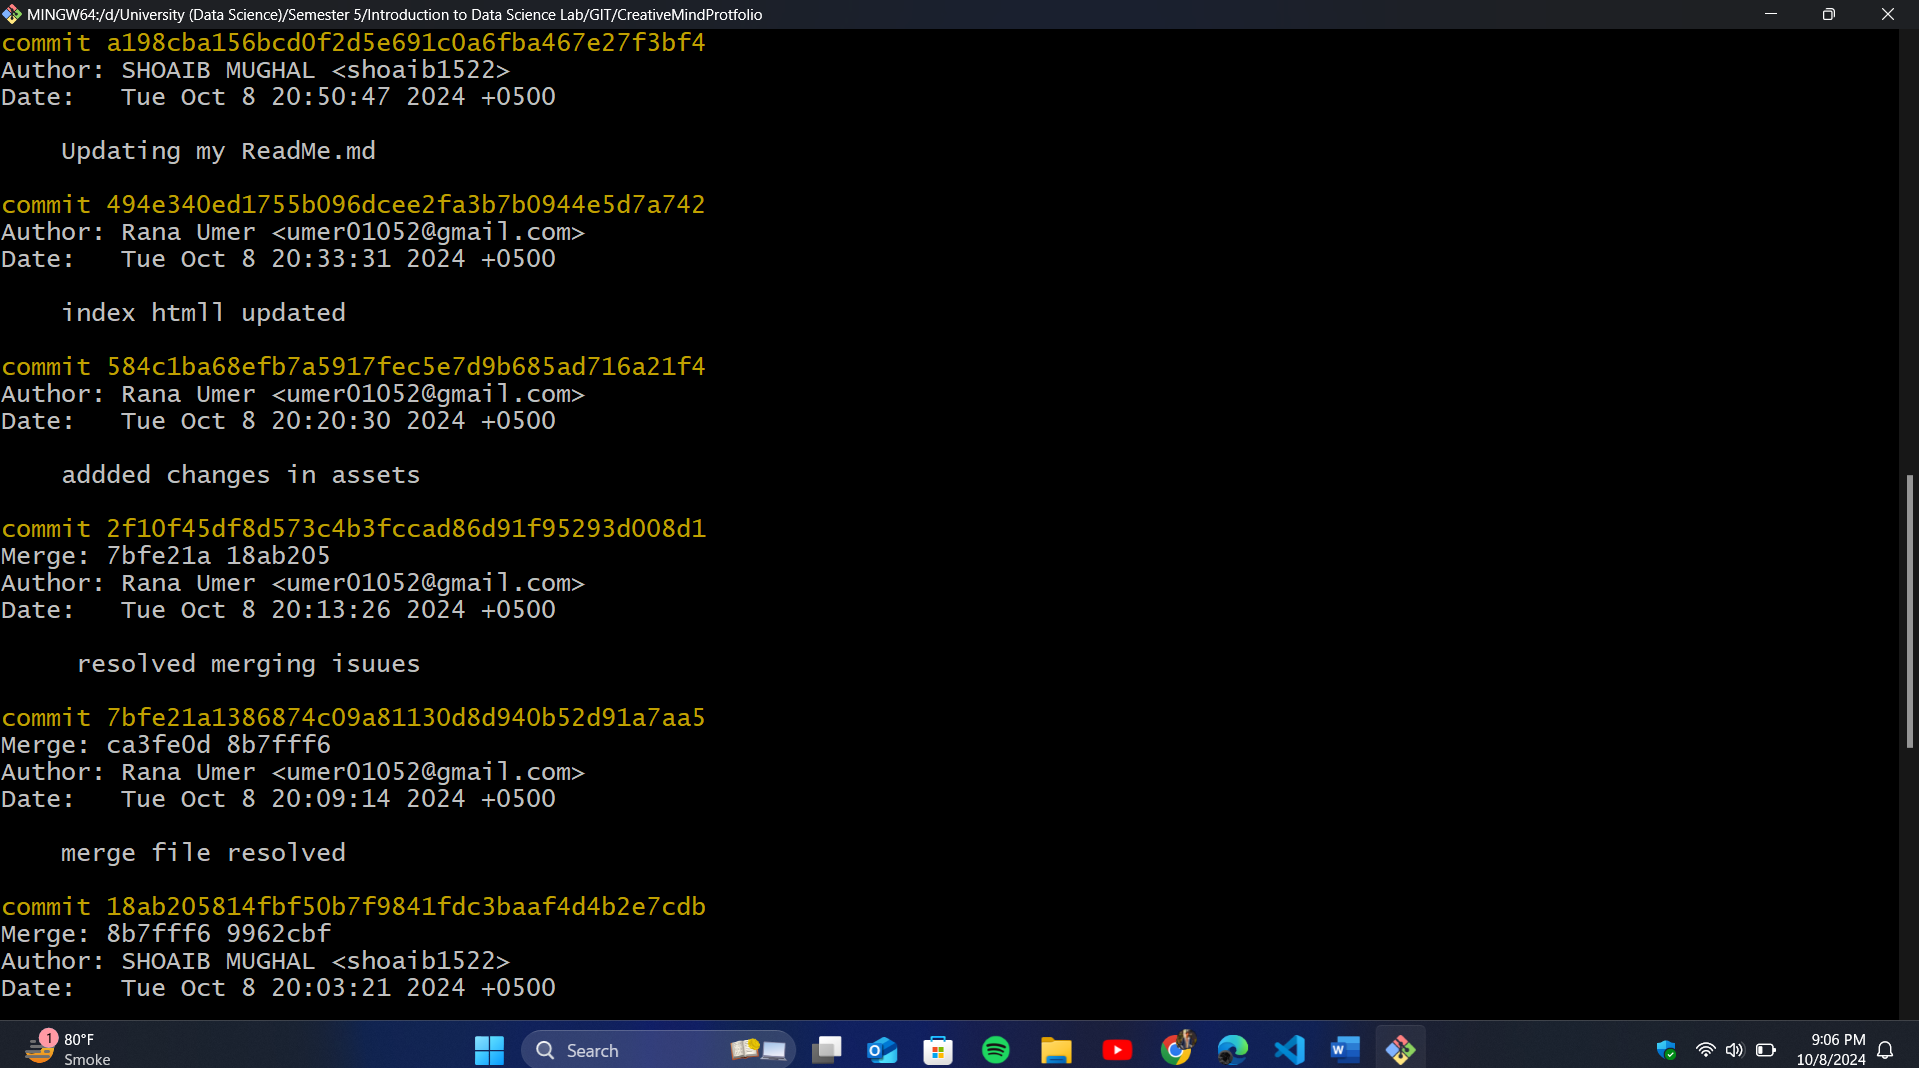 MINGW64:/d/University (Data Science)/Semester 5/Introduction to Data Science Lab/GIT/CreativeMindProtfolio
commit a198cba156bcd0f2d5e691c0a6fba467e27f3bf4
Author: SHOAIB MUGHAL <shoaib1522>
Date:   Tue Oct 8 20:50:47 2024 +0500
    Updating my ReadMe.md
commit 494e340ed1755b096dcee2fa3b7b0944e5d7a742
Author: Rana Umer <umer01052@gmail.com>
Date:   Tue Oct 8 20:33:31 2024 +0500
    index htmll updated
commit 584c1ba68efb7a5917fec5e7d9b685ad716a21f4
Author: Rana Umer <umer01052@gmail.com>
Date:   Tue Oct 8 20:20:30 2024 +0500
    addded changes in assets
commit 2f10f45df8d573c4b3fccad86d91f95293d008d1
Merge: 7bfe21a 18ab205
Author: Rana Umer <umer01052@gmail.com>
Date:   Tue Oct 8 20:13:26 2024 +0500
     resolved merging isuues
commit 7bfe21a1386874c09a81130d8d940b52d91a7aa5
Merge: ca3fe0d 8b7fff6
Author: Rana Umer <umer01052@gmail.com>
Date:   Tue Oct 8 20:09:14 2024 +0500
    merge file resolved
commit 18ab205814fbf50b7f9841fdc3baaf4d4b2e7cdb
Merge: 8b7fff6 9962cbf
Author: SHOAIB MUGHAL <shoaib1522>
Date:   Tue Oct 8 20:03:21 2024 +0500
1
80°F
Smoke
Search
9:06 PM
10/8/2024